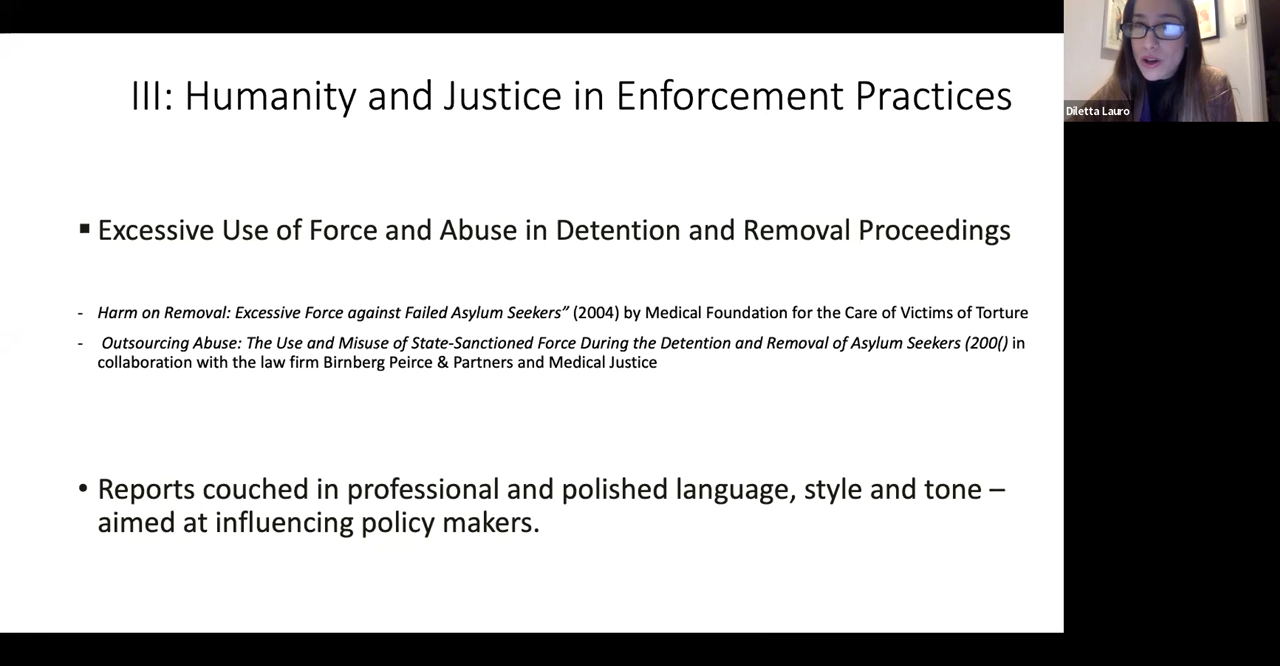 III: Humanity and Justice in Enforcement Practices
Diletta Lauro
▪ Excessive Use of Force and Abuse in Detention and Removal Proceedings
- Harm on Removal: Excessive Force against Failed Asylum Seekers” (2004) by Medical Foundation for the Care of Victims of Torture
- Outsourcing Abuse: The Use and Misuse of State-Sanctioned Force During the Detention and Removal of Asylum Seekers (200() in
collaboration with the law firm Birnberg Peirce & Partners and Medical Justice
• Reports couched in professional and polished language, style and tone –
aimed at influencing policy makers.